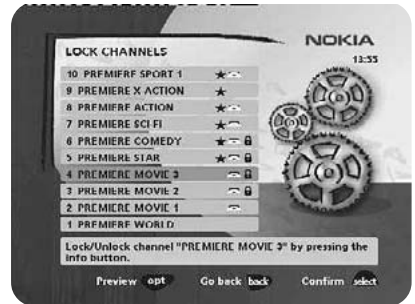 NOKIA
LOCK CHANNELS
13:55
10 PREMIERE SPORT 1
9 PREMIERE X-ACTION
8 PREMIERE ACTION
7 PREMIERE SCI-FI
6 PREMIERE COMEDY
5 PREMIERE STAR
4 PREMIERE MOVIE 3
3 PREMIERE MOVIE 2
2 PREMIERE MOVIE 1
1 PREMIERE WORLD
Lock/Unlock channel "PREMIERE MOVIE 3" by pressing the
info button.
Preview opt Go back back Confirm select